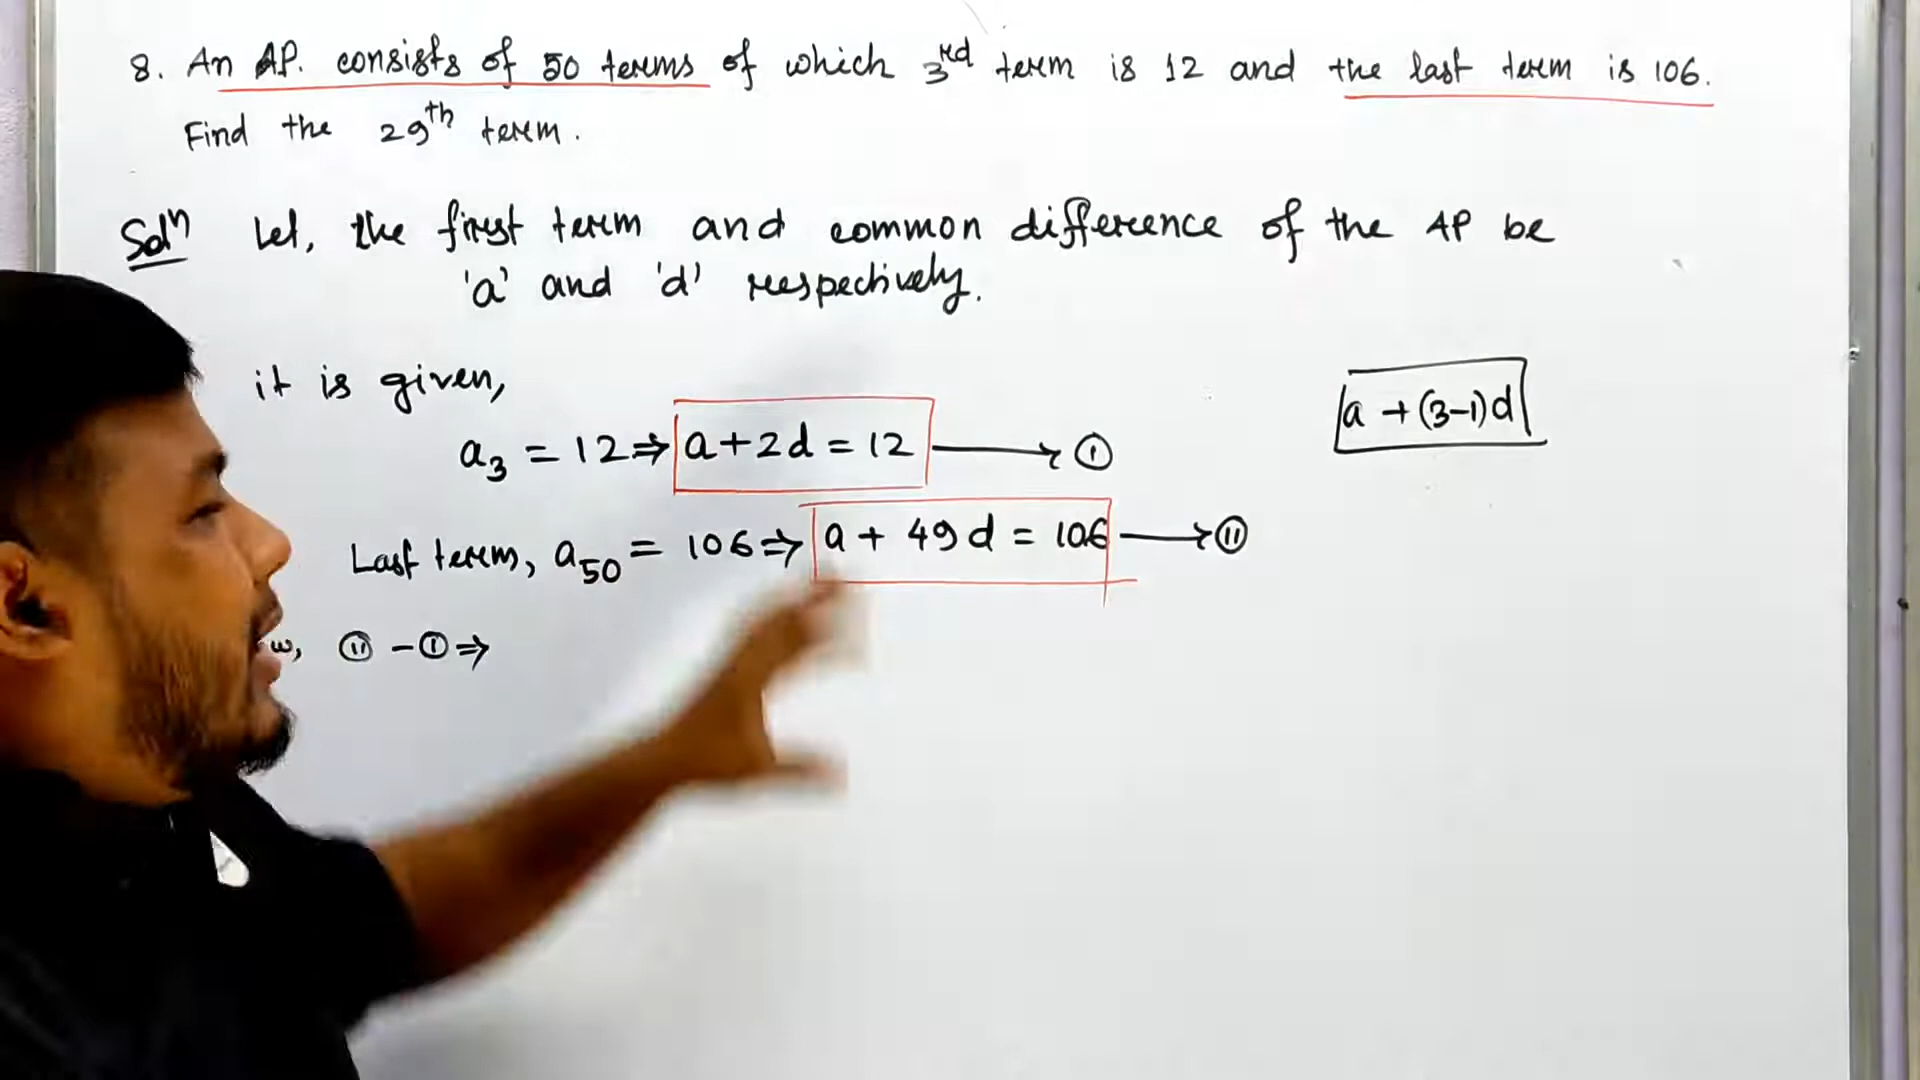 8. An AP. consists of 50 terms of which 3rd term is 12 and the last term is 106.
Find the 29th term.
Solⁿ Let, the first term and common difference of the AP be
'a' and 'd' respectively.
it is given,
a₃ = 12 ⇒ a+2d = 12 → ①
a + (3-1)d
Last term, a₅₀ = 106 ⇒ a + 49d = 106 → ⑪
w, ⑪ - ① ⇒